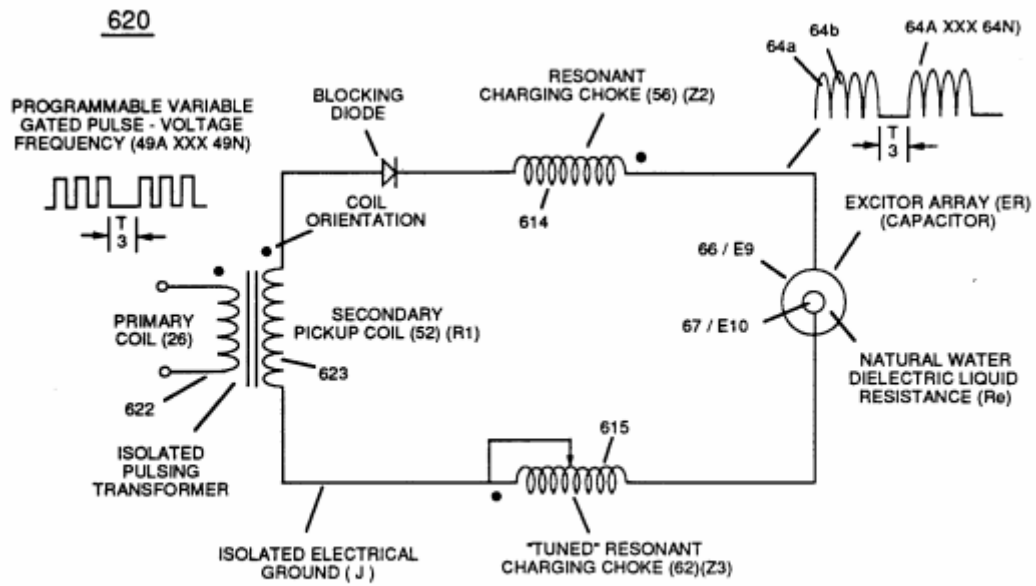 620
64b
64A XXX 64N)
64a
RESONANT
CHARGING CHOKE (56) (Z2)
BLOCKING
DIODE
PROGRAMMABLE VARIABLE
GATED PULSE - VOLTAGE
FREQUENCY (49A XXX 49N)
T
3
T
3
COIL
ORIENTATION
614
EXCITOR ARRAY (ER)
(CAPACITOR)
66 / E9
67 / E10
PRIMARY
COIL (26)
SECONDARY
PICKUP COIL (52) (R1)
623
622
NATURAL WATER
DIELECTRIC LIQUID
RESISTANCE (Re)
615
ISOLATED
PULSING
TRANSFORMER
ISOLATED ELECTRICAL
GROUND ( J )
"TUNED" RESONANT
CHARGING CHOKE (62)(Z3)